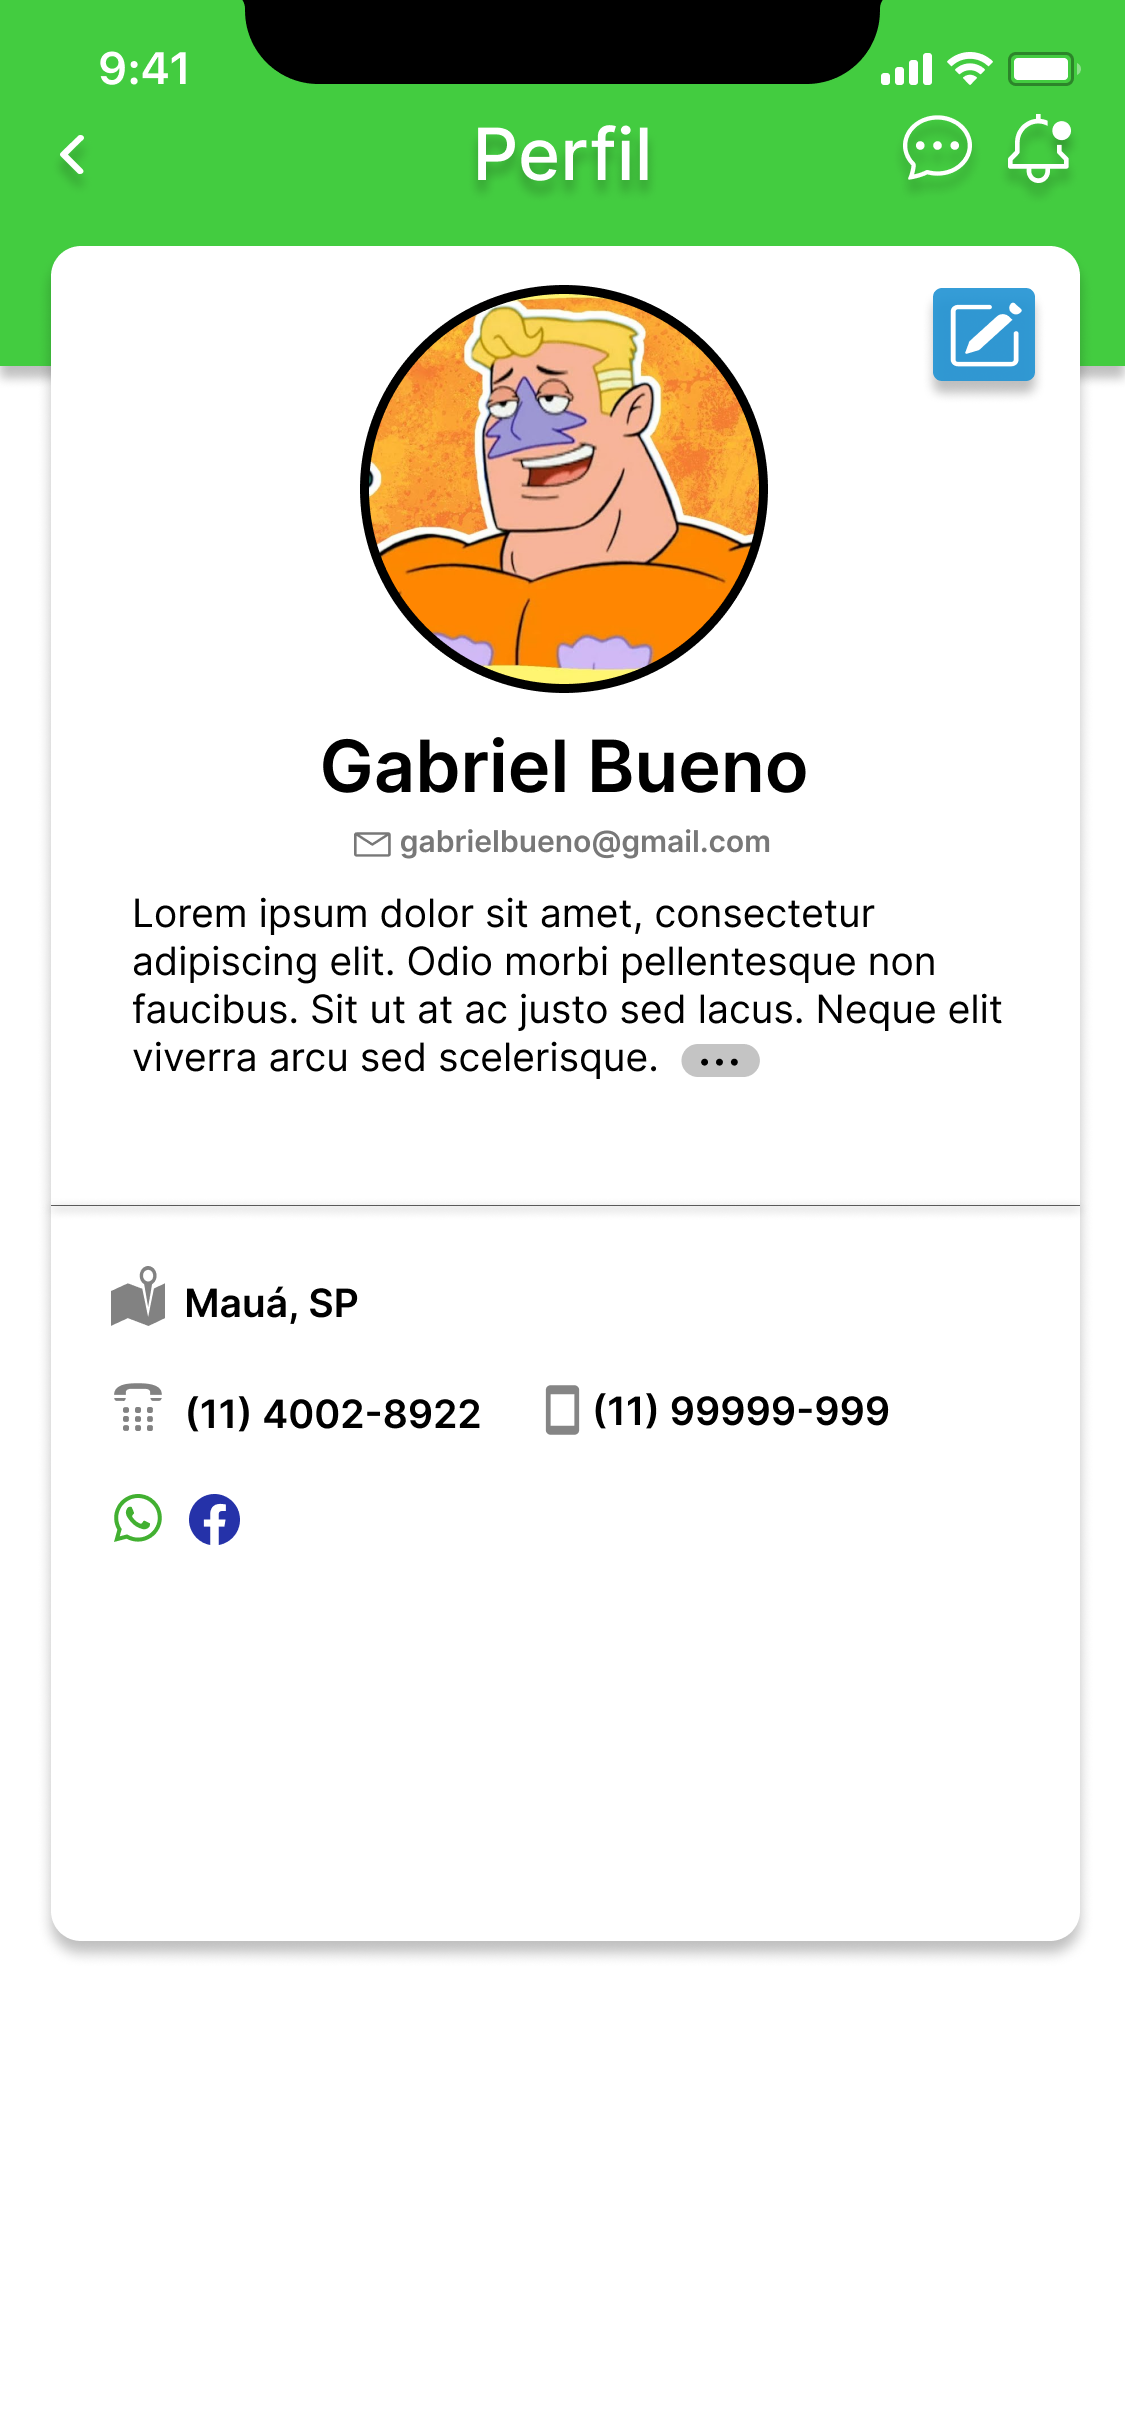 9:41
Perfil
Gabriel Bueno
gabrielbueno@gmail.com
Lorem ipsum dolor sit amet, consectetur
adipiscing elit. Odio morbi pellentesque non
faucibus. Sit ut at ac justo sed lacus. Neque elit
viverra arcu sed scelerisque.
Mauá, SP
(11) 4002-8922
(11) 99999-999